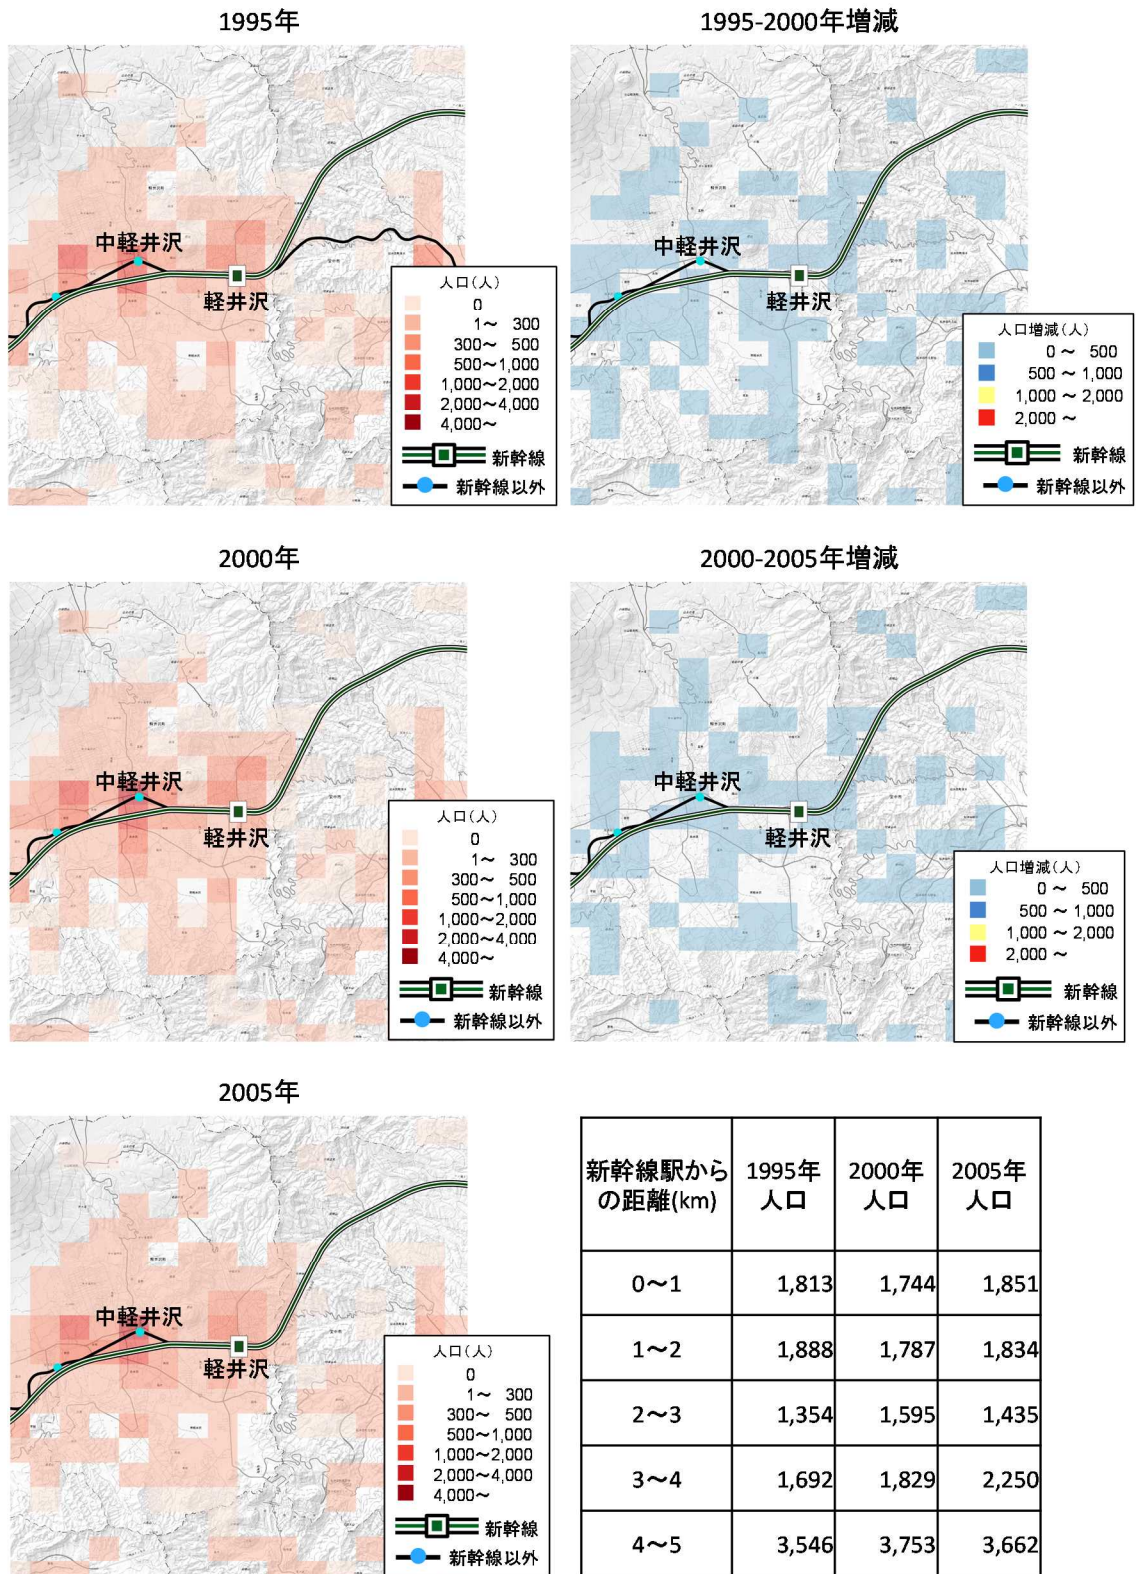 1995年
1995-2000年増減
中軽井沢
軽井沢
人口(人)
0
1～ 300
300～ 500
500～1,000
1,000～2,000
2,000～4,000
4,000～
新幹線
新幹線以外
中軽井沢
軽井沢
人口増減(人)
0～ 500
500～1,000
1,000～2,000
2,000～
新幹線
新幹線以外
2000年
2000-2005年増減
中軽井沢
軽井沢
人口(人)
0
1～ 300
300～ 500
500～1,000
1,000～2,000
2,000～4,000
4,000～
新幹線
新幹線以外
中軽井沢
軽井沢
人口増減(人)
0～ 500
500～1,000
1,000～2,000
2,000～
新幹線
新幹線以外
2005年
中軽井沢
軽井沢
人口(人)
0
1～ 300
300～ 500
500～1,000
1,000～2,000
2,000～4,000
4,000～
新幹線
新幹線以外
新幹線駅から
の距離(km)
1995年
人口
2000年
人口
2005年
人口
0～1 1,813 1,744 1,851
1～2 1,888 1,787 1,834
2～3 1,354 1,595 1,435
3～4 1,692 1,829 2,250
4～5 3,546 3,753 3,662